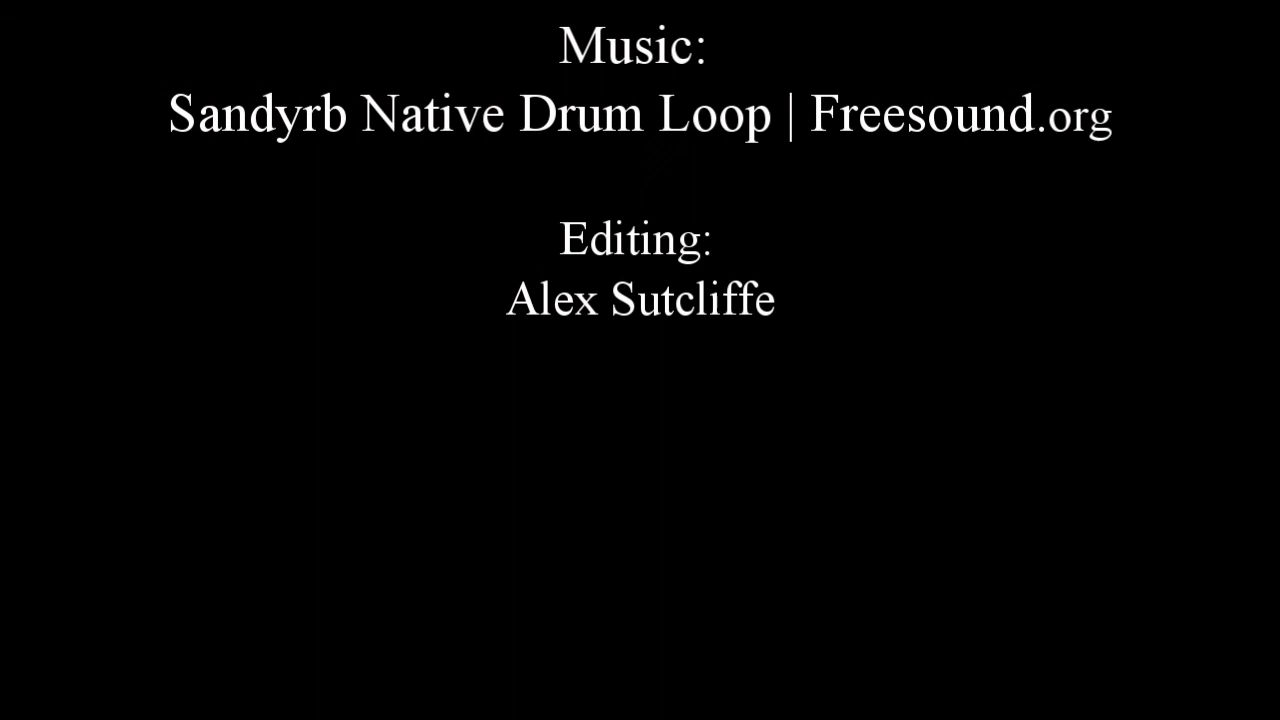 Music:
Sandyrb Native Drum Loop | Freesound.org
Editing:
Alex Sutcliffe